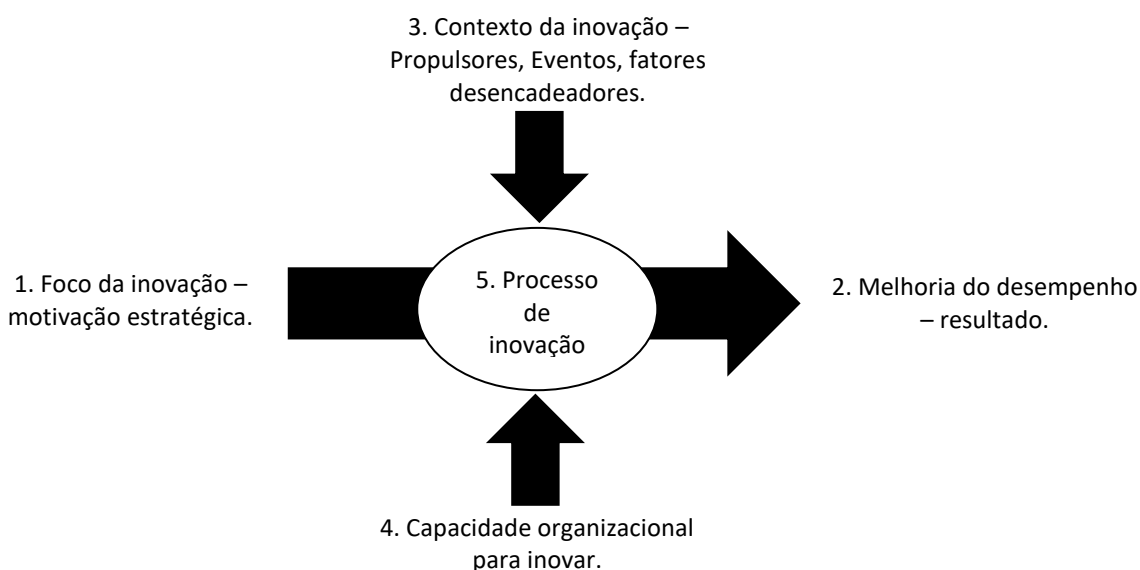 3. Contexto da inovação –
Propulsores, Eventos, fatores
desencadeadores.
1. Foco da inovação –
motivação estratégica.
5. Processo
de
inovação
2. Melhoria do desempenho
– resultado.
4. Capacidade organizacional
para inovar.